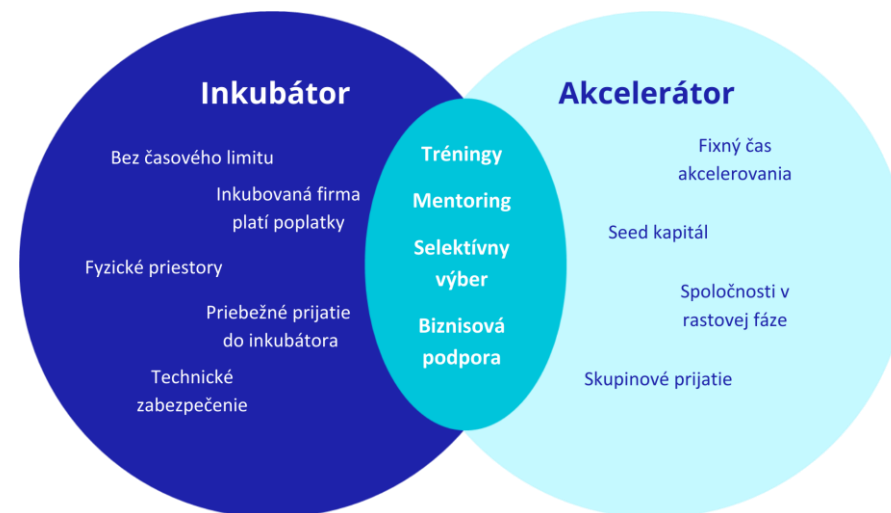 Inkubátor
Bez časového limitu
Inkubovaná firma
platí poplatky
Fyzické priestory
Priebežné prijatie
do inkubátora
Technické
zabezpečenie
Tréningy
Mentoring
Selektívny
výber
Biznisová
podpora
Akcelerátor
Fixný čas
akcelerovania
Seed kapitál
Spoločnosti v
rastovej fáze
Skupinové prijatie